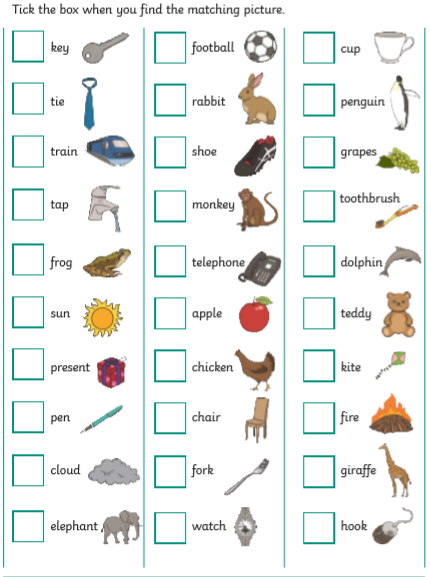 Tick the box when you find the matching picture.
key
tie
train
tap
frog
sun
present
pen
cloud
elephant
football
rabbit
shoe
monkey
telephone
apple
chicken
chair
fork
watch
cup
penguin
grapes
toothbrush
dolphin
teddy
kite
fire
giraffe
hook